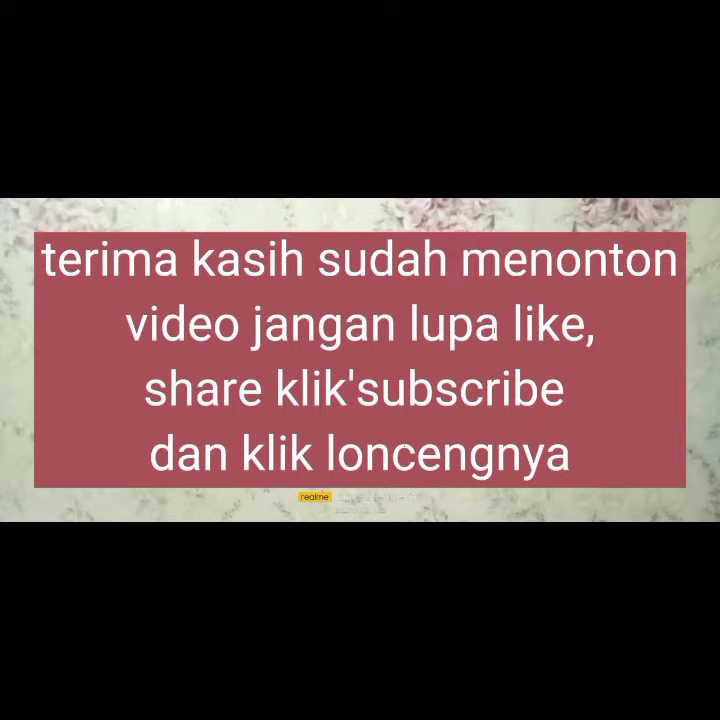 terima kasih sudah menonton
video jangan lupa like,
share klik'subscribe
dan klik loncengnya
realme